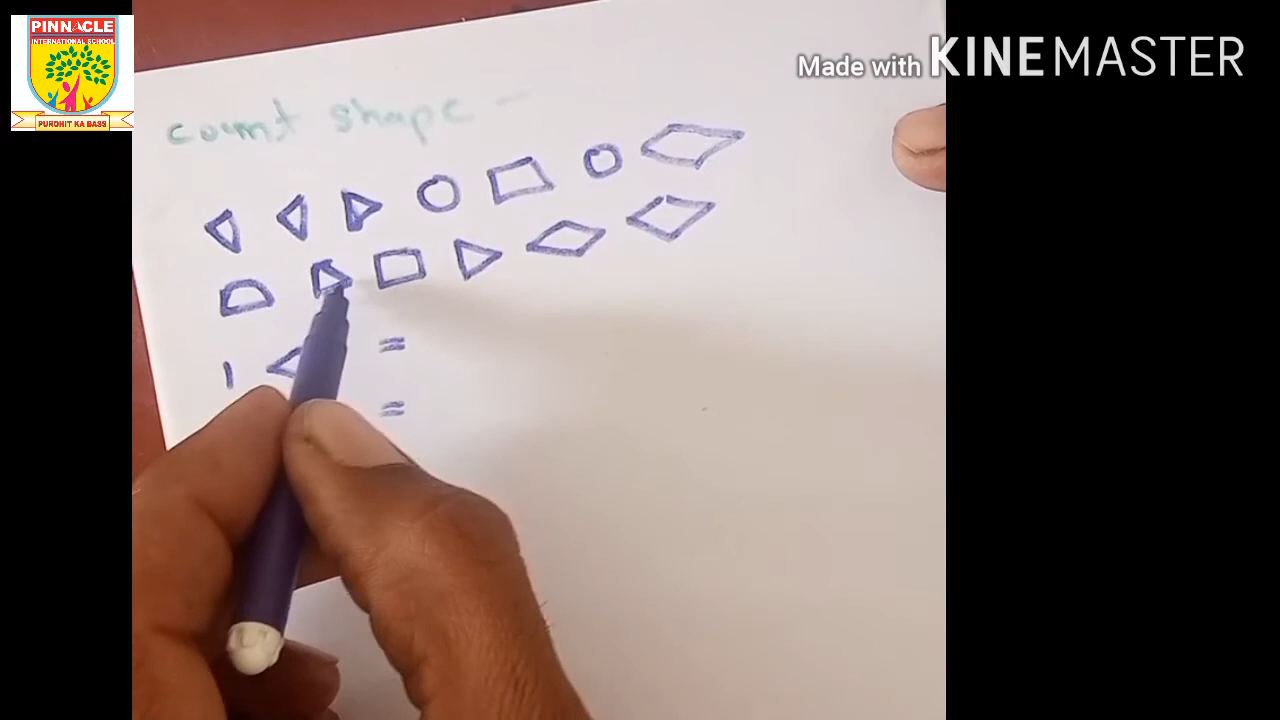 PINNACLE
INTERNATIONAL SCHOOL
PUROHIT KA BASS
Made with KINEMASTER
count shape -
1 =
=